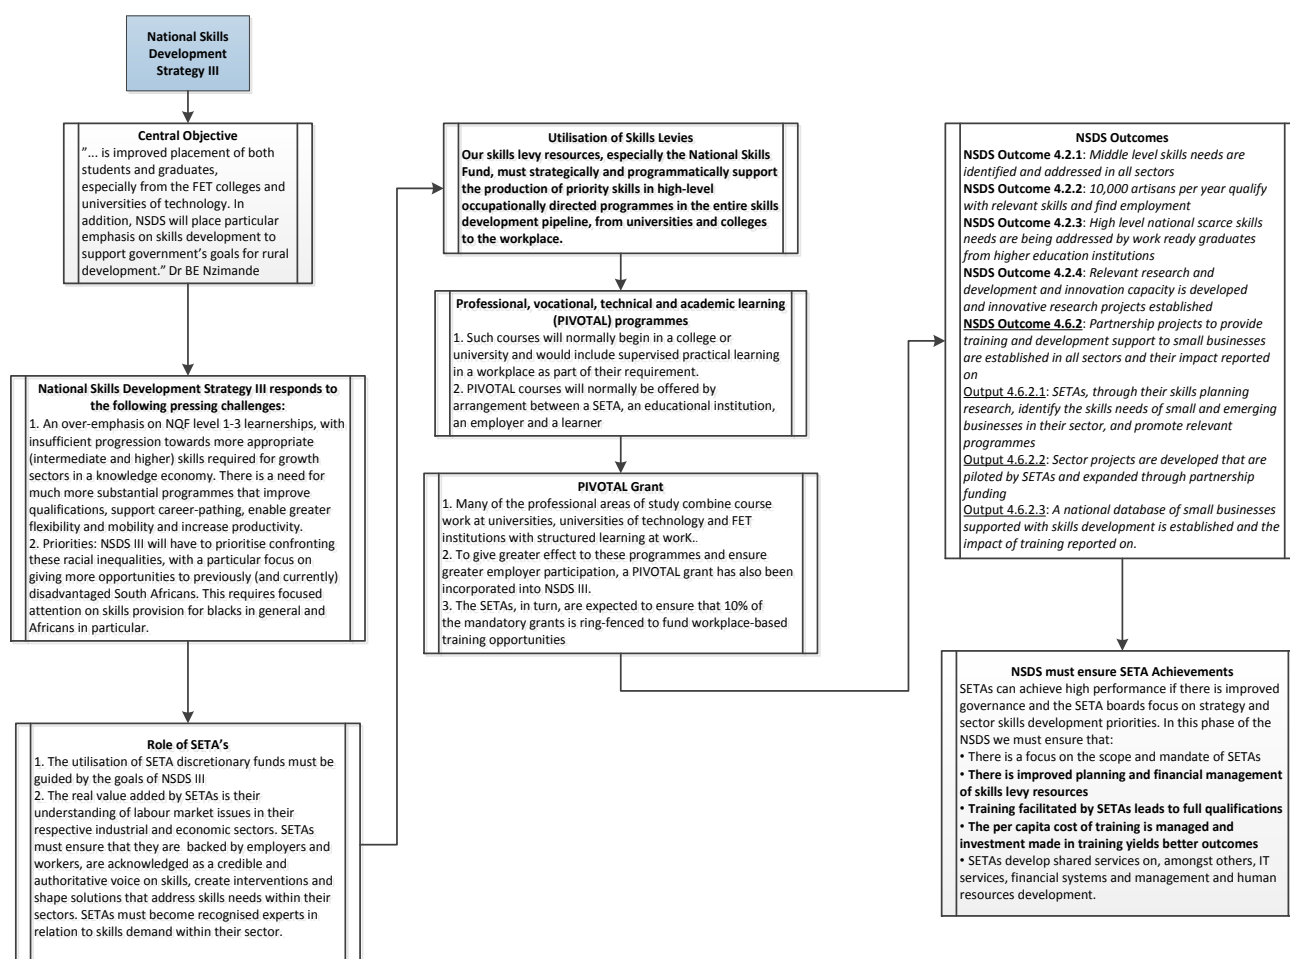 National Skills
Development
Strategy III
Central Objective
"... is improved placement of both
students and graduates,
especially from the FET colleges and
universities of technology. In
addition, NSDS will place particular
emphasis on skills development to
support government's goals for rural
development." Dr BE Nzimande
National Skills Development Strategy III responds to
the following pressing challenges:
1. An over-emphasis on NQF level 1-3 learnerships, with
insufficient progression towards more appropriate
(intermediate and higher) skills required for growth
sectors in a knowledge economy. There is a need for
much more substantial programmes that improve
qualifications, support career-pathing, enable greater
flexibility and mobility and increase productivity.
2. Priorities: NSDS III will have to prioritise confronting
these racial inequalities, with a particular focus on
giving more opportunities to previously (and currently)
disadvantaged South Africans. This requires focused
attention on skills provision for blacks in general and
Africans in particular.
Role of SETA's
1. The utilisation of SETA discretionary funds must be
guided by the goals of NSDS III
2. The real value added by SETAs is their
understanding of labour market issues in their
respective industrial and economic sectors. SETAs
must ensure that they are backed by employers and
workers, are acknowledged as a credible and
authoritative voice on skills, create interventions and
shape solutions that address skills needs within their
sectors. SETAs must become recognised experts in
relation to skills demand within their sector.
Utilisation of Skills Levies
Our skills levy resources, especially the National Skills
Fund, must strategically and programmatically support
the production of priority skills in high-level
occupationally directed programmes in the entire skills
development pipeline, from universities and colleges
to the workplace.
Professional, vocational, technical and academic learning
(PIVOTAL) programmes
1. Such courses will normally begin in a college or
university and would include supervised practical learning
in a workplace as part of their requirement.
2. PIVOTAL courses will normally be offered by
arrangement between a SETA, an educational institution,
an employer and a learner
PIVOTAL Grant
1. Many of the professional areas of study combine course
work at universities, universities of technology and FET
institutions with structured learning at worK..
2. To give greater effect to these programmes and ensure
greater employer participation, a PIVOTAL grant has also been
incorporated into NSDS III.
3. The SETAs, in turn, are expected to ensure that 10% of
the mandatory grants is ring-fenced to fund workplace-based
training opportunities
NSDS Outcomes
NSDS Outcome 4.2.1: Middle level skills needs are
identified and addressed in all sectors
NSDS Outcome 4.2.2: 10,000 artisans per year qualify
with relevant skills and find employment
NSDS Outcome 4.2.3: High level national scarce skills
needs are being addressed by work ready graduates
from higher education institutions
NSDS Outcome 4.2.4: Relevant research and
development and innovation capacity is developed
and innovative research projects established
NSDS Outcome 4.6.2: Partnership projects to provide
training and development support to small businesses
are established in all sectors and their impact reported
on
Output 4.6.2.1: SETAs, through their skills planning
research, identify the skills needs of small and emerging
businesses in their sector, and promote relevant
programmes
Output 4.6.2.2: Sector projects are developed that are
piloted by SETAs and expanded through partnership
funding
Output 4.6.2.3: A national database of small businesses
supported with skills development is established and the
impact of training reported on.
NSDS must ensure SETA Achievements
SETAs can achieve high performance if there is improved
governance and the SETA boards focus on strategy and
sector skills development priorities. In this phase of the
NSDS we must ensure that:
• There is a focus on the scope and mandate of SETAs
• There is improved planning and financial management
of skills levy resources
• Training facilitated by SETAs leads to full qualifications
• The per capita cost of training is managed and
investment made in training yields better outcomes
• SETAs develop shared services on, amongst others, IT
services, financial systems and management and human
resources development.